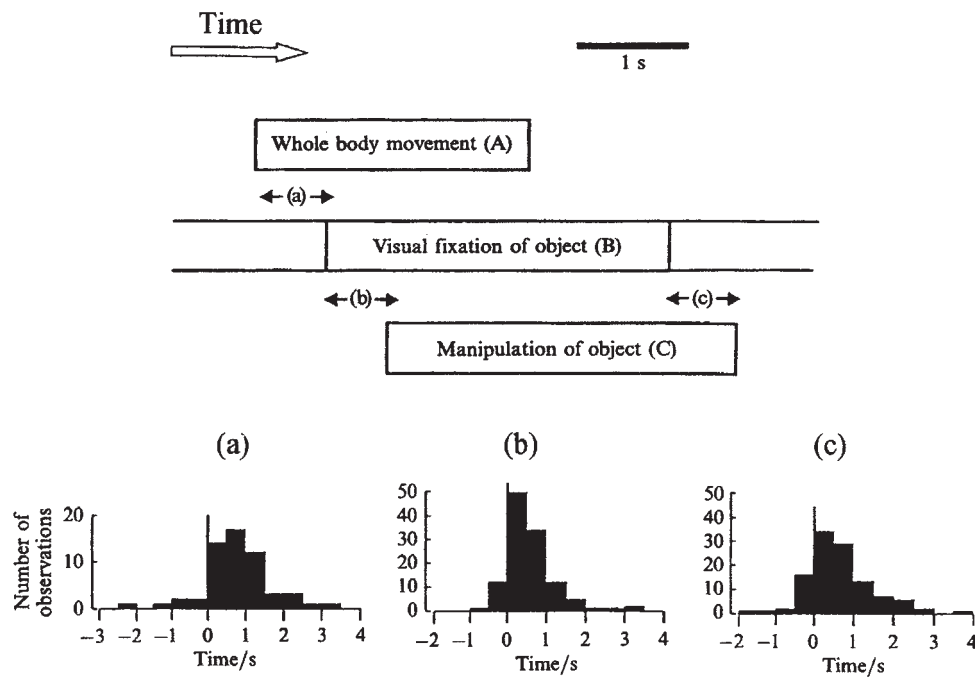 Time
1 s
Whole body movement (A)
(a)
Visual fixation of object (B)
(b)
(c)
Manipulation of object (C)
(a)
(b)
(c)
Number of
observations
20
10
0
−3 −2 −1 0 1 2 3 4
Time/s
50
40
30
20
10
0
−2 −1 0 1 2 3 4
Time/s
50
40
30
20
10
0
−2 −1 0 1 2 3 4
Time/s